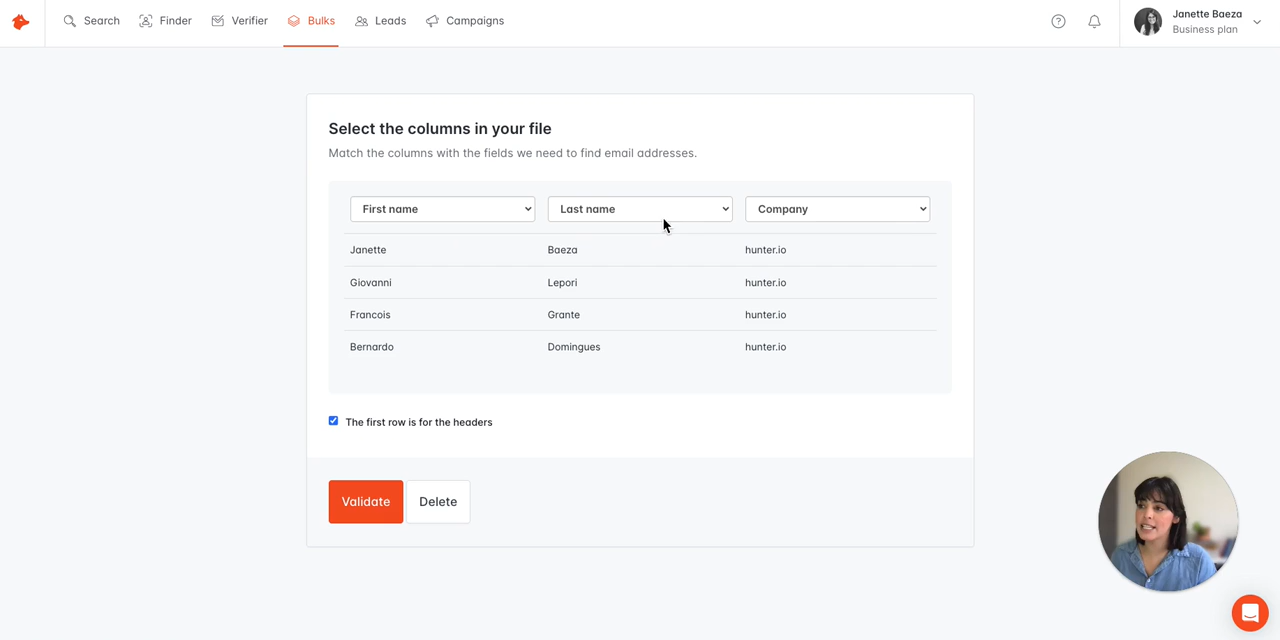 Search Finder Verifier Bulks Leads Campaigns Janette Baeza
Business plan
Select the columns in your file
Match the columns with the fields we need to find email addresses.
First name Last name Company
Janette Baeza hunter.io
Giovanni Lepori hunter.io
Francois Grante hunter.io
Bernardo Domingues hunter.io
The first row is for the headers
Validate Delete